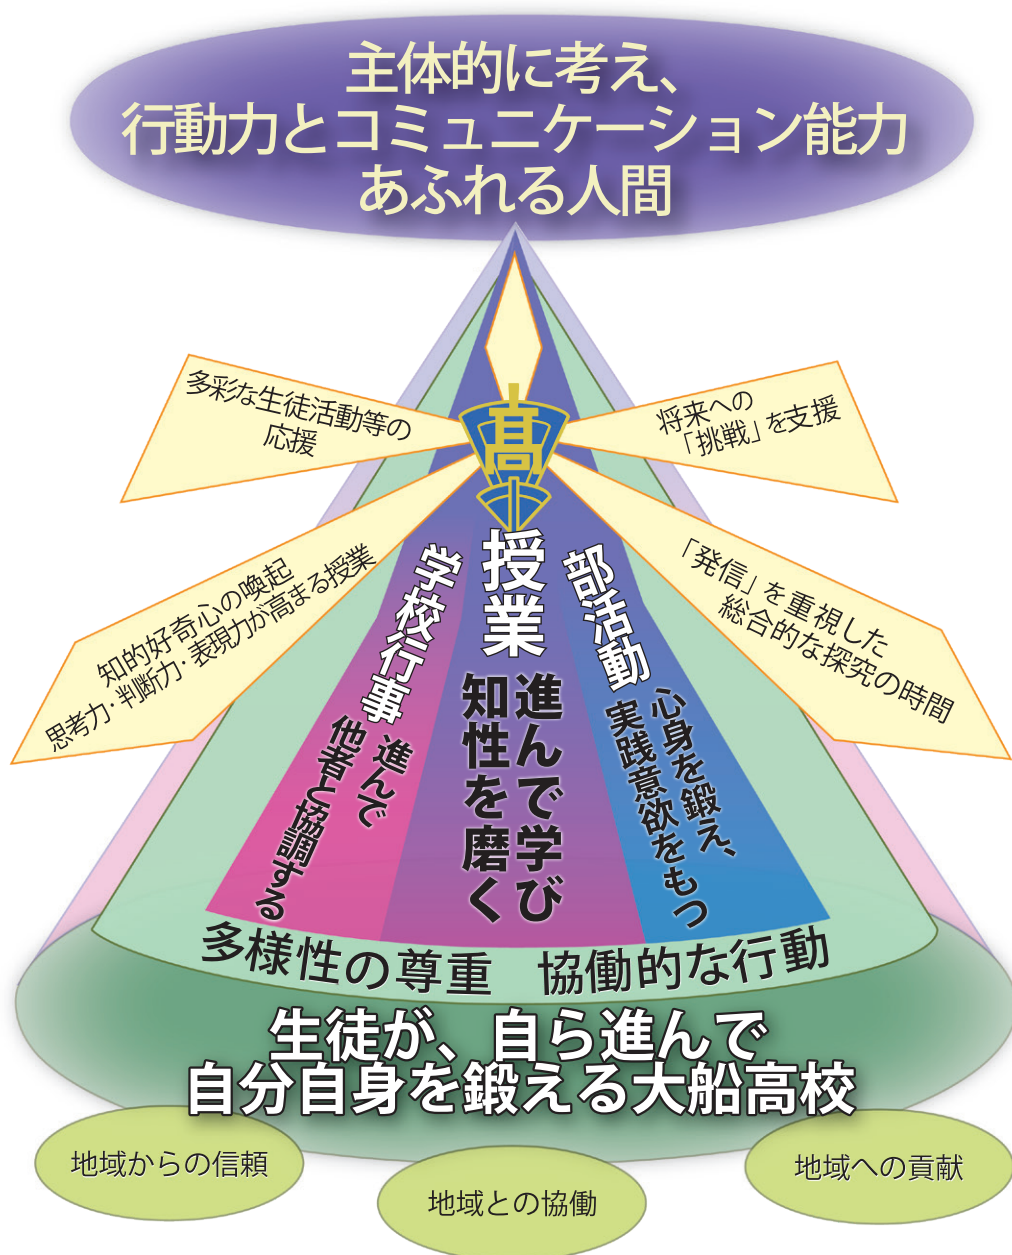 主体的に考え、
行動力とコミュニケーション能力
あふれる人間
多彩な生徒活動等の
応援
将来への
「挑戦」を支援
髙
知的好奇心の喚起
思考力・判断力・表現力が高まる授業
「発信」を重視した
総合的な探究の時間
学校行事
進んで
他者と協調する
授業
進んで学び
知性を磨く
部活動
心身を鍛え、
実践意欲をもつ
多様性の尊重　協働的な行動
生徒が、自ら進んで
自分自身を鍛える大船高校
地域からの信頼
地域との協働
地域への貢献